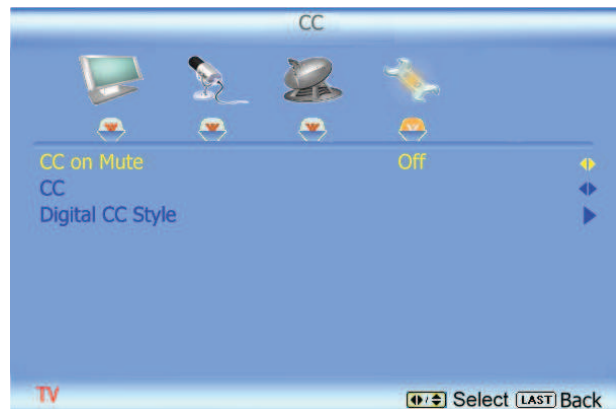 CC
CC on Mute Off
CC
Digital CC Style
TV Select LAST Back